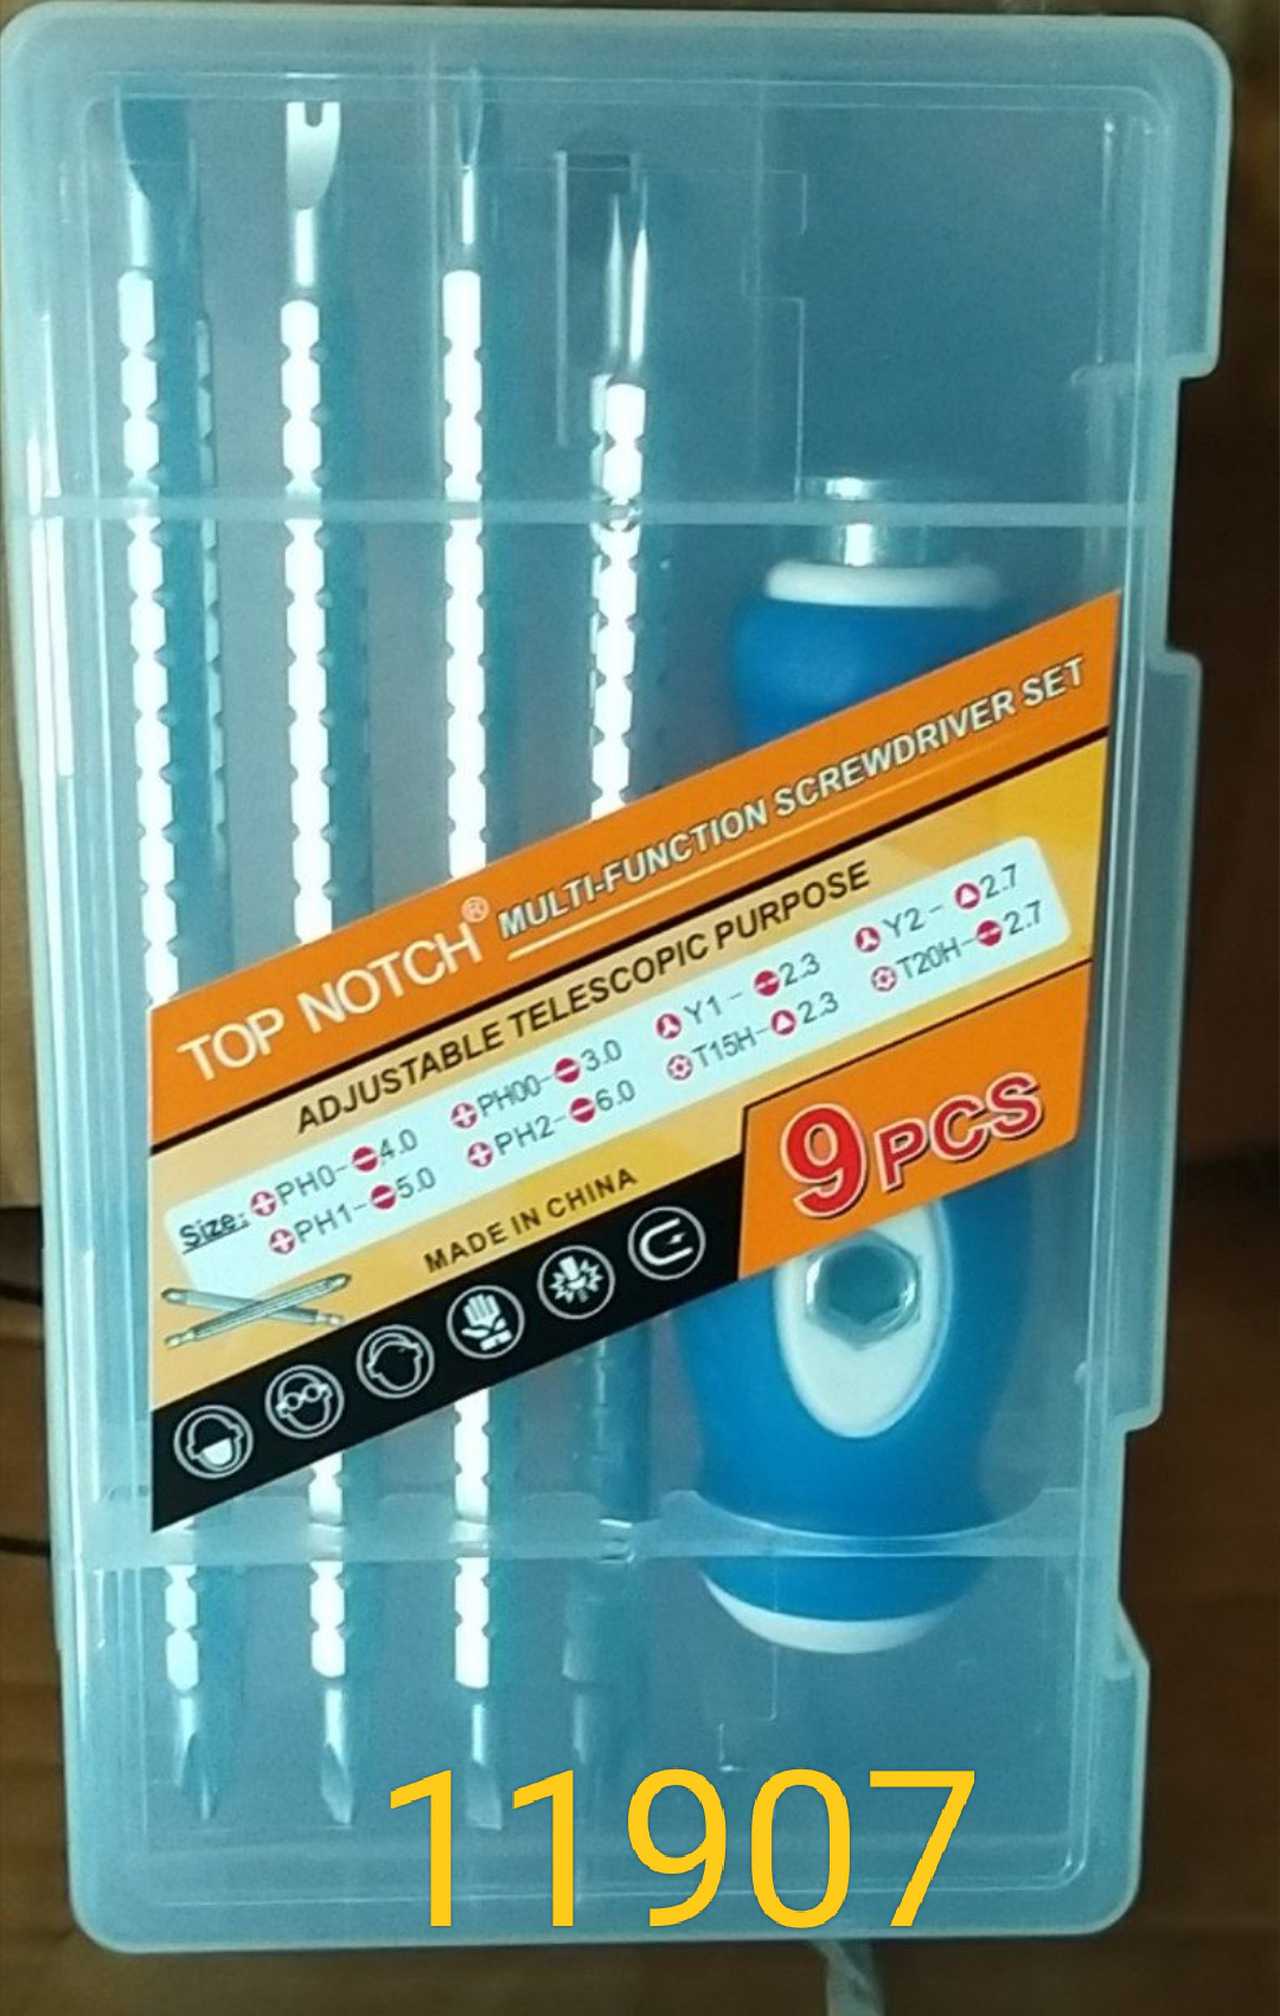 TOP NOTCH® MULTI-FUNCTION SCREWDRIVER SET
ADJUSTABLE TELESCOPIC PURPOSE
Size: PH0- 4.0 PH00- 3.0 Y1 - 2.3 Y2 - 2.7
PH1- 5.0 PH2- 6.0 T15H- 2.3 T20H- 2.7
MADE IN CHINA
9PCS
11907